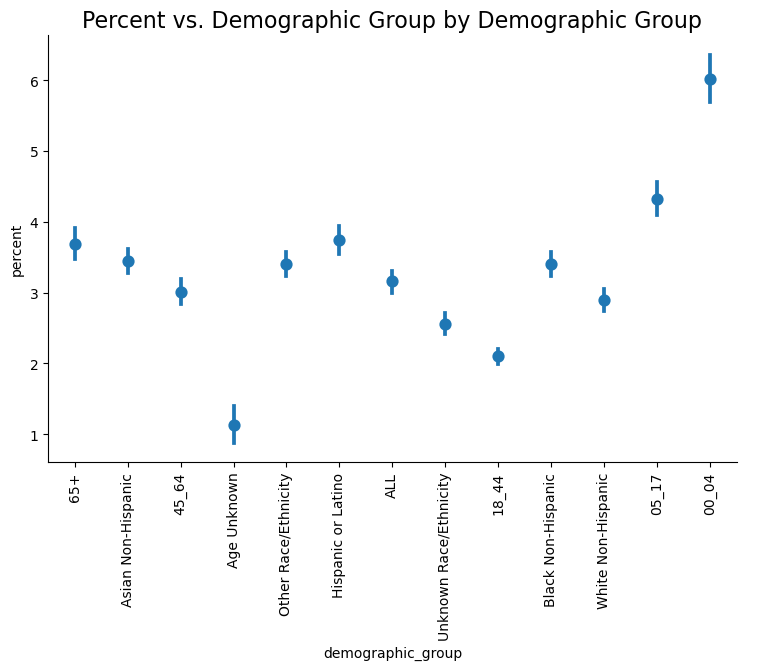 Percent vs. Demographic Group by Demographic Group
percent
6
5
4
3
2
1
65+
Asian Non-Hispanic
45_64
Age Unknown
Other Race/Ethnicity
Hispanic or Latino
ALL
Unknown Race/Ethnicity
18_44
Black Non-Hispanic
White Non-Hispanic
05_17
00_04
demographic_group